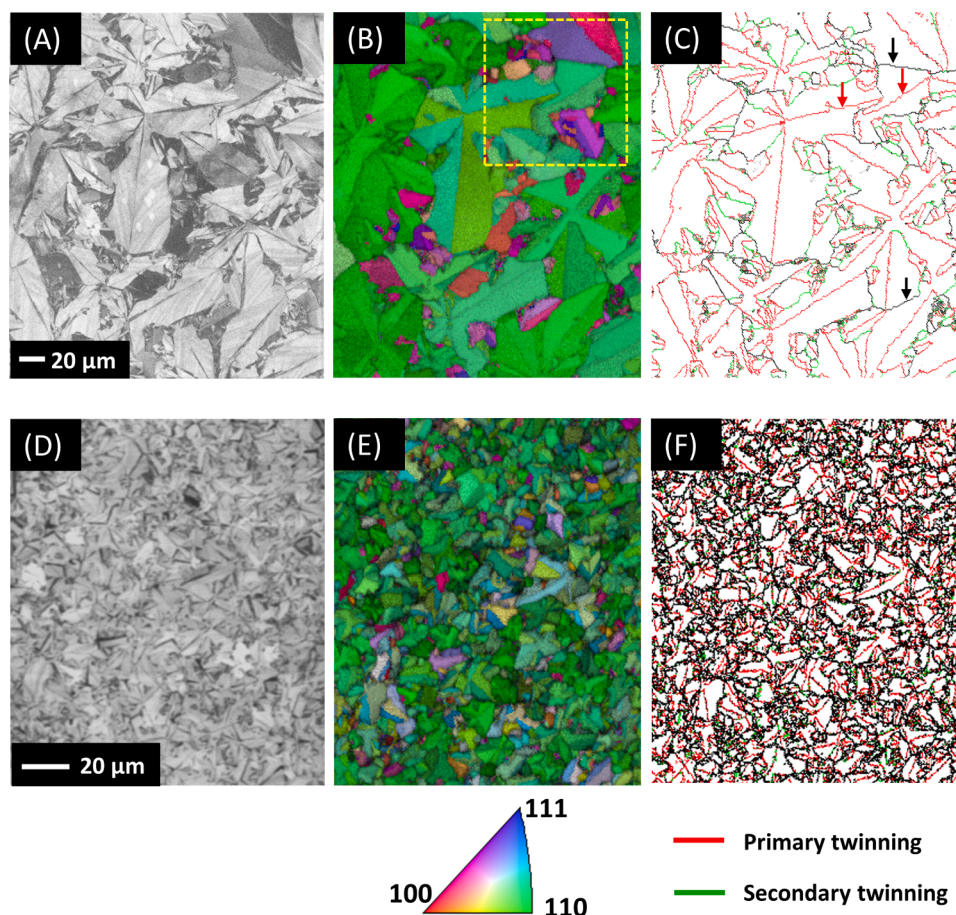 (A)
(B)
(C)
20 µm
(D)
(E)
(F)
20 µm
111
100
110
Primary twinning
Secondary twinning